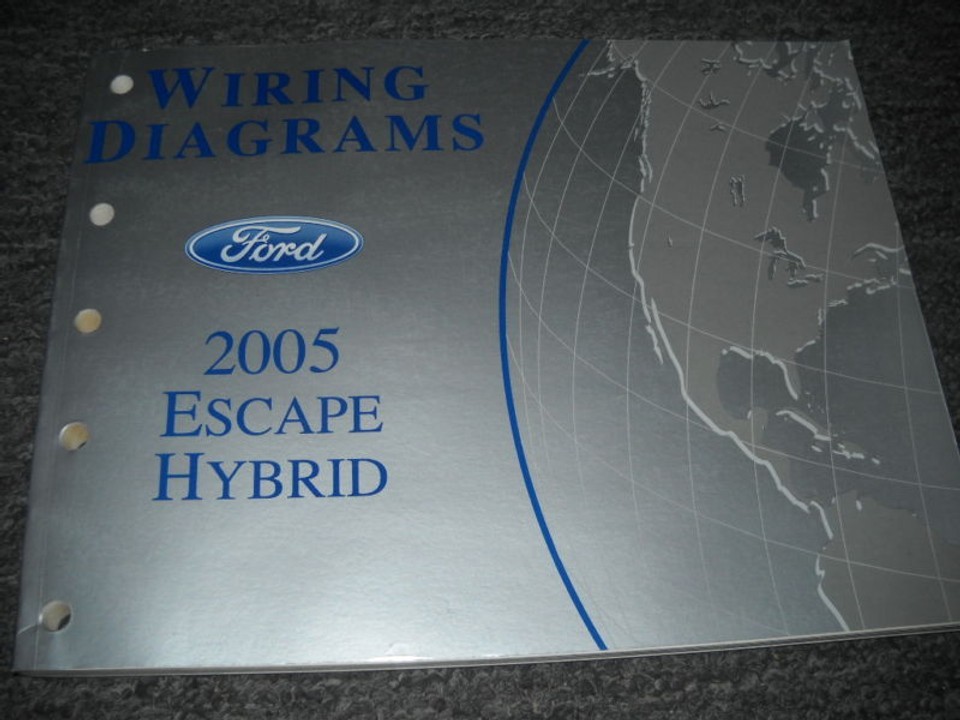 WIRING
DIAGRAMS
Ford
2005
ESCAPE
HYBRID